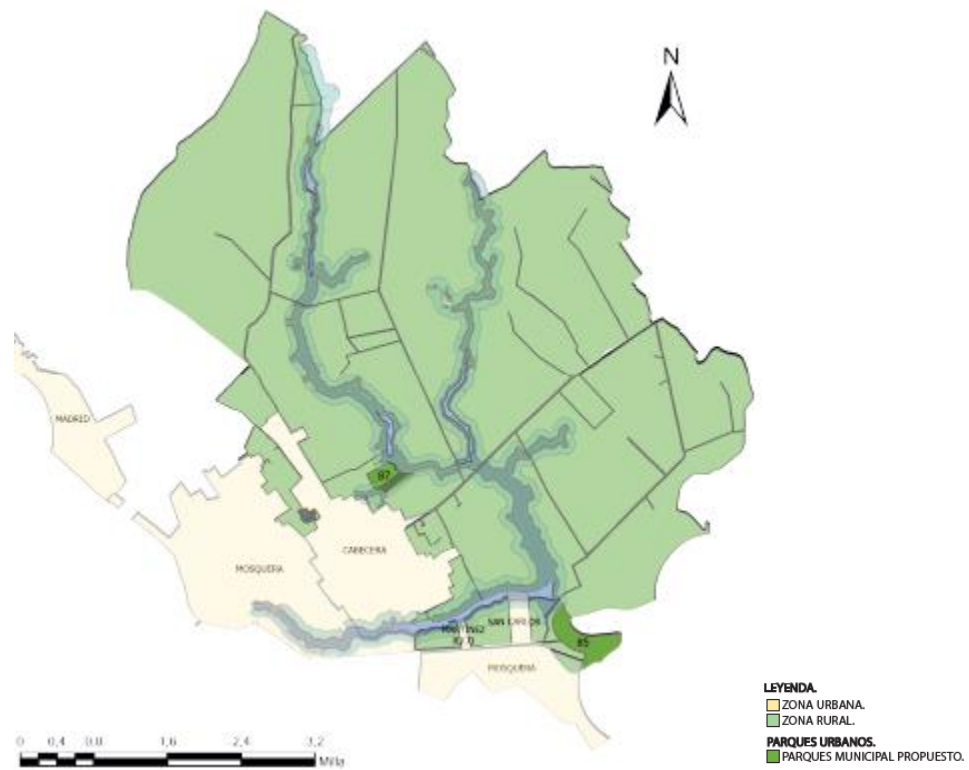 N
MADRID
87
CABECERA
MOSQUERA
SAN CARLOS
85
MOSQUERA
LEYENDA.
ZONA URBANA.
ZONA RURAL.
PARQUES URBANOS.
PARQUES MUNICIPAL PROPUESTO.
0 0,4 0,8 1,6 2,4 3,2
Milla